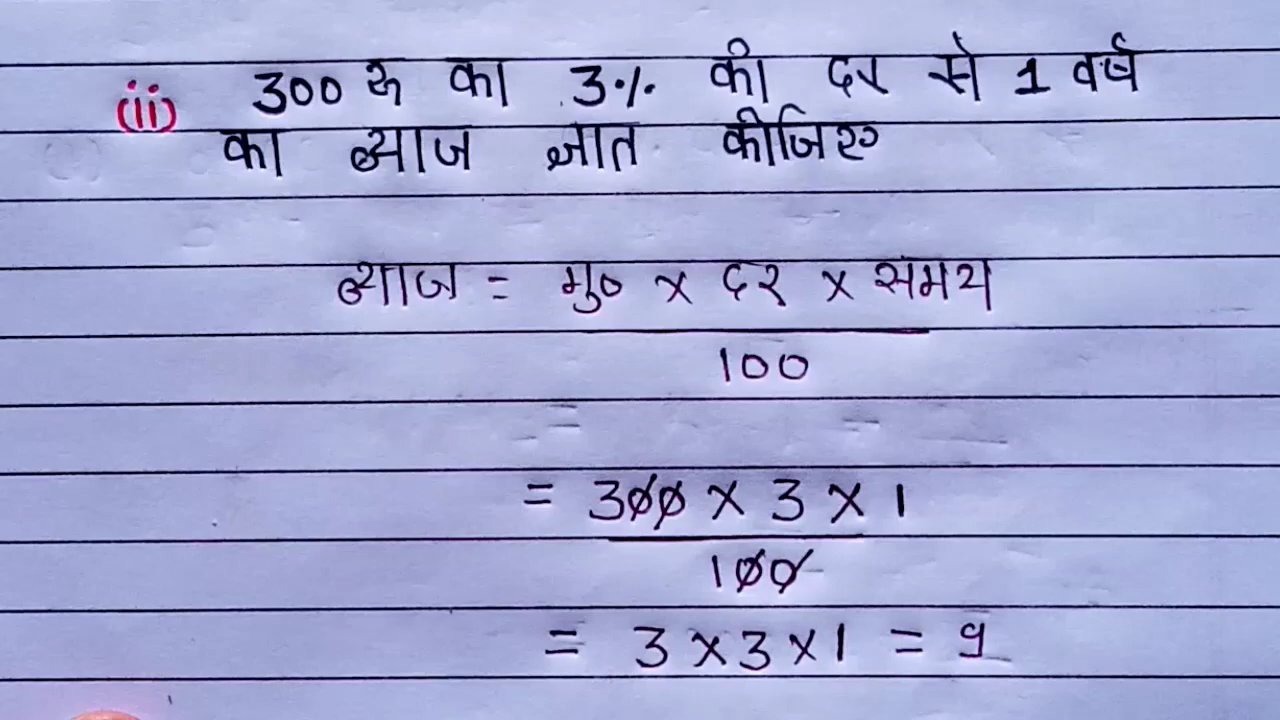 (ii) 300 रु का 3% की दर से 1 वर्ष
का ब्याज ज्ञात कीजिए
ब्याज = मू० × दर × समय
100
= 300 × 3 × 1
100
= 3 × 3 × 1 = 9